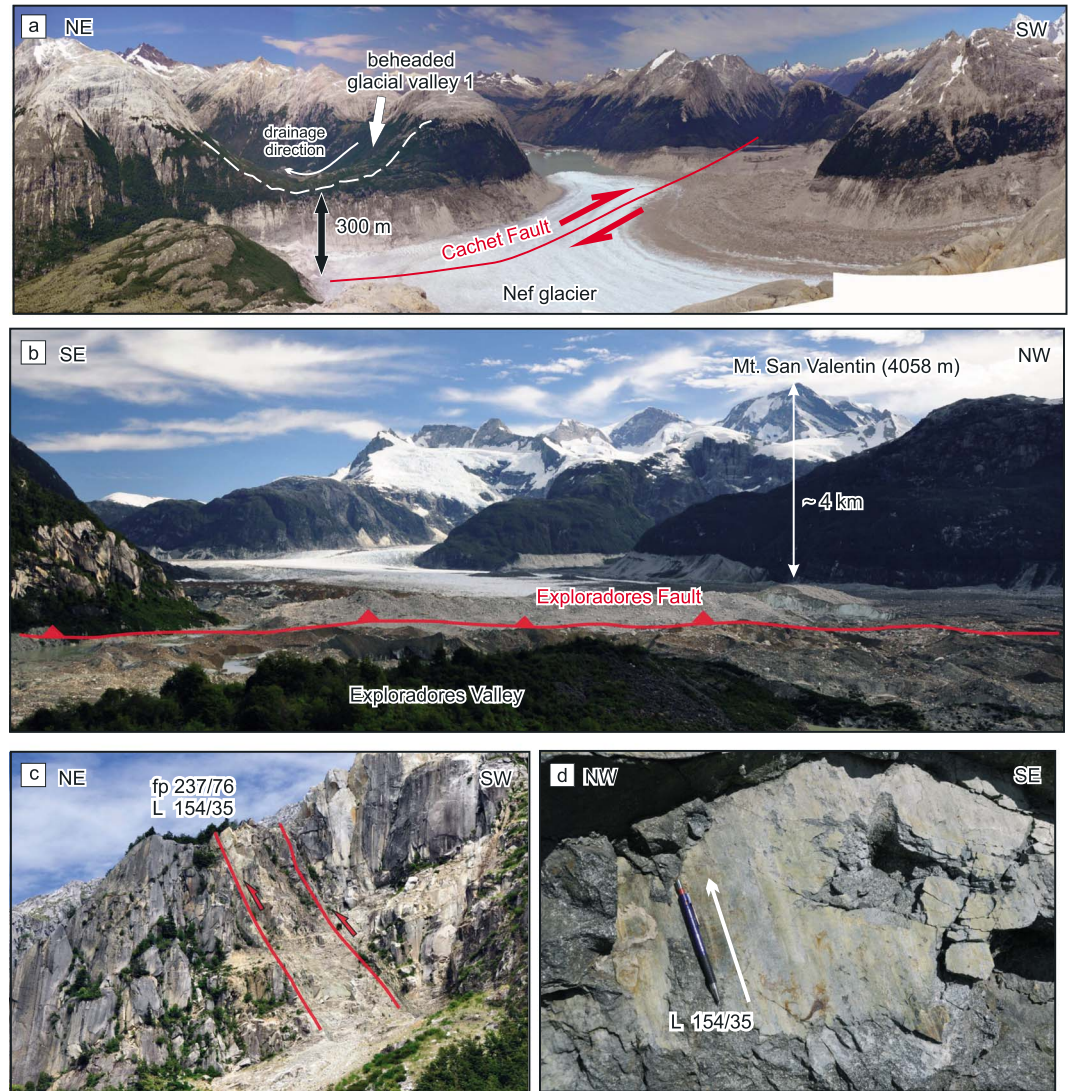 a NE
SW
beheaded
glacial valley 1
drainage
direction
300 m
Cachet Fault
Nef glacier
b SE
NW
Mt. San Valentin (4058 m)
~ 4 km
Exploradores Fault
Exploradores Valley
c NE
SW
fp 237/76
L 154/35
d NW
SE
L 154/35